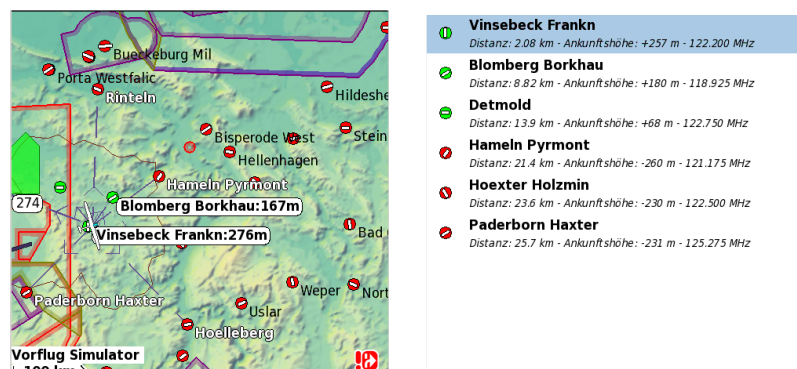 Bueckeburg Mil
Porta Westfalic
Rinteln
Hildeshe
Bisperode West
Stein
Hellenhagen
Hameln Pyrmont
274
Blomberg Borkhau:167m
Vinsebeck Frankn:276m
Bad
Paderborn Haxter
Weper
Nort
Uslar
Hoelleberg
Vorflug Simulator
100 km
Vinsebeck Frankn
Distanz: 2.08 km - Ankunftshöhe: +257 m - 122.200 MHz
Blomberg Borkhau
Distanz: 8.82 km - Ankunftshöhe: +180 m - 118.925 MHz
Detmold
Distanz: 13.9 km - Ankunftshöhe: +68 m - 122.750 MHz
Hameln Pyrmont
Distanz: 21.4 km - Ankunftshöhe: -260 m - 121.175 MHz
Hoexter Holzmin
Distanz: 23.6 km - Ankunftshöhe: -230 m - 122.500 MHz
Paderborn Haxter
Distanz: 25.7 km - Ankunftshöhe: -231 m - 125.275 MHz